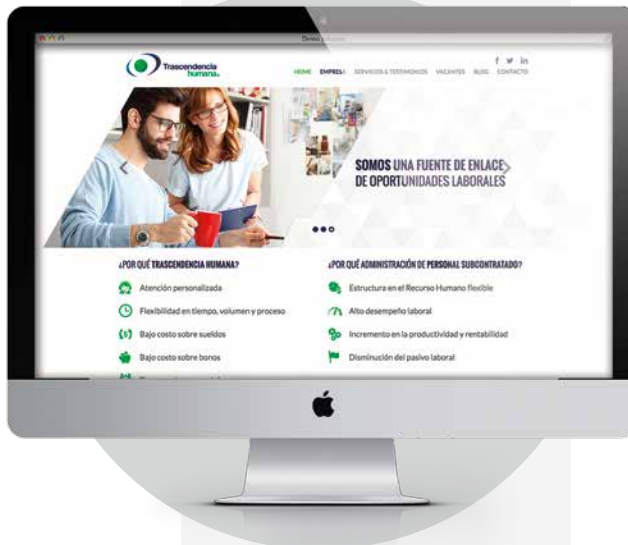 Trascendencia
humana
f in
HOME EMPRESA SERVICIOS & TESTIMONIOS VACANTES BLOG CONTACTO
SOMOS UNA FUENTE DE ENLACE
DE OPORTUNIDADES LABORALES
¿POR QUÉ TRASCENDENCIA HUMANA?
Atención personalizada
Flexibilidad en tiempo, volumen y proceso
Bajo costo sobre sueldos
Bajo costo sobre bonos
¿POR QUÉ ADMINISTRACIÓN DE PERSONAL SUBCONTRATADO?
Estructura en el Recurso Humano flexible
Alto desempeño laboral
Incremento en la productividad y rentabilidad
Disminución del pasivo laboral